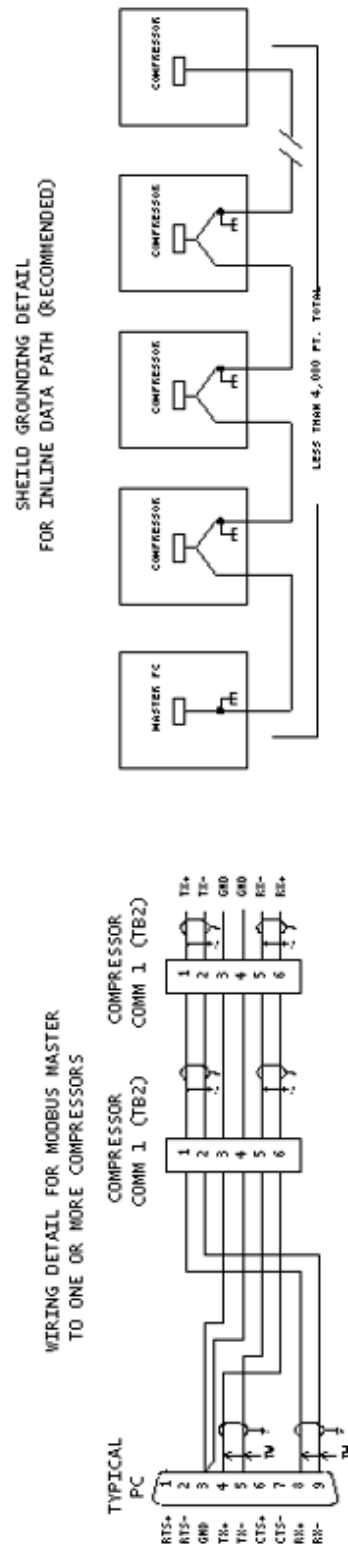 WIRING DETAIL FOR MODBUS MASTER
TO ONE OR MORE COMPRESSORS
TYPICAL
PC
RTS+ 1
RTS- 2
GND 3
TX+ 4
TX- 5
CTS+ 6
CTS- 7
RX+ 8
RX- 9
TW
TW
COMPRESSOR
COMM 1 (TB2)
1
2
3
4
5
6
COMPRESSOR
COMM 1 (TB2)
1 TX+
2 TX-
3 GND
4 GND
5 RX-
6 RX+
SHEILD GROUNDING DETAIL
FOR INLINE DATA PATH (RECOMMENDED)
MASTER PC
COMPRESSOR
COMPRESSOR
COMPRESSOR
COMPRESSOR
LESS THAN 4,000 FT. TOTAL